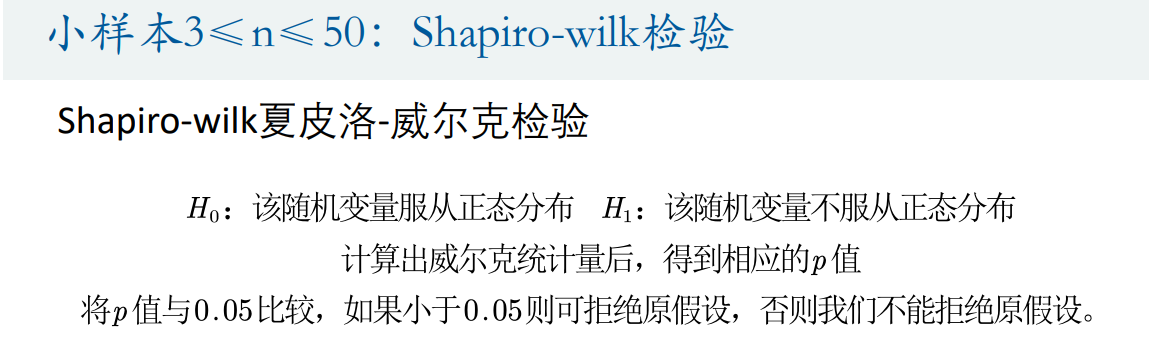 小样本3≤n≤50：Shapiro-wilk检验
Shapiro-wilk夏皮洛-威尔克检验
H₀：该随机变量服从正态分布 H₁：该随机变量不服从正态分布
计算出威尔克统计量后，得到相应的p值
将p值与0.05比较，如果小于0.05则可拒绝原假设，否则我们不能拒绝原假设。